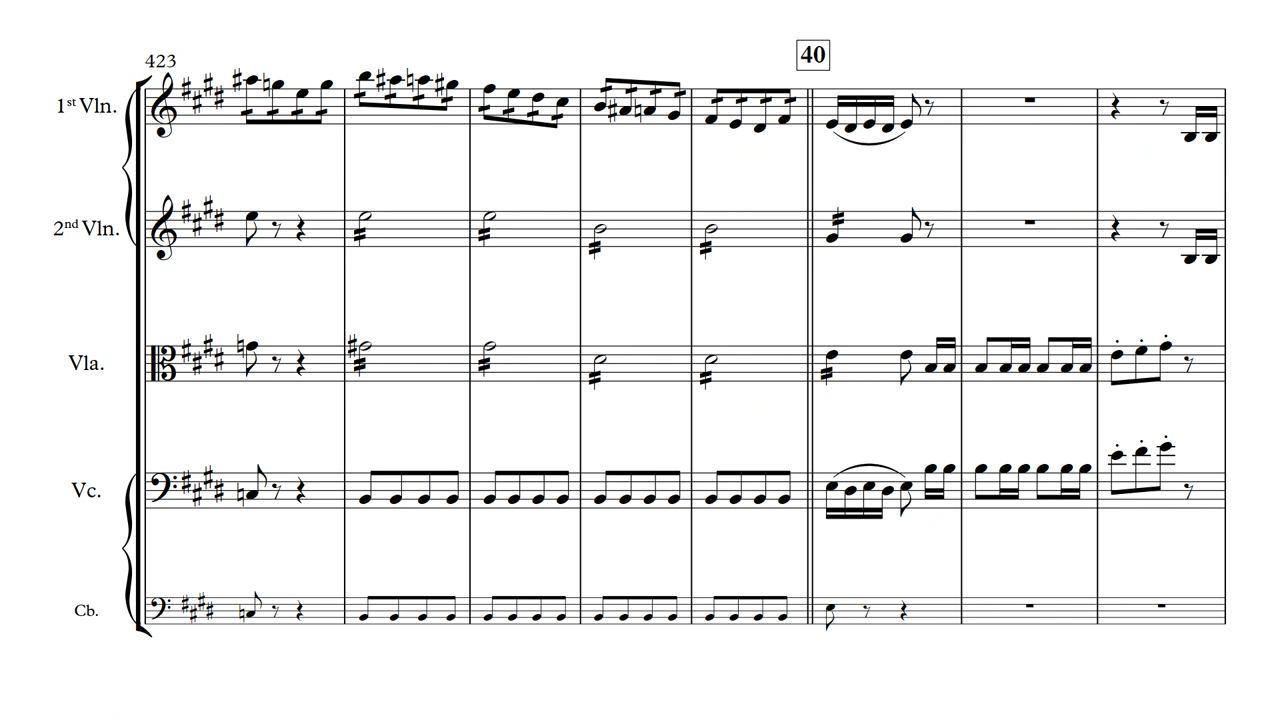 423
40
1st Vln.
2nd Vln.
Vla.
Vc.
Cb.